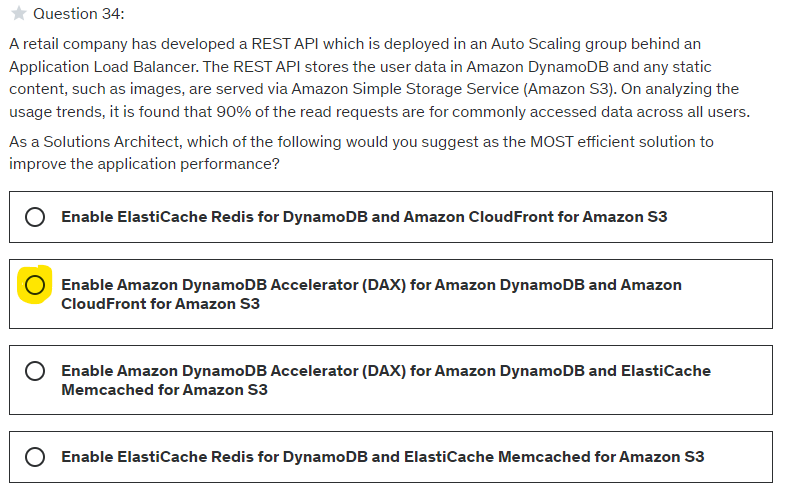 Question 34:
A retail company has developed a REST API which is deployed in an Auto Scaling group behind an
Application Load Balancer. The REST API stores the user data in Amazon DynamoDB and any static
content, such as images, are served via Amazon Simple Storage Service (Amazon S3). On analyzing the
usage trends, it is found that 90% of the read requests are for commonly accessed data across all users.
As a Solutions Architect, which of the following would you suggest as the MOST efficient solution to
improve the application performance?
Enable ElastiCache Redis for DynamoDB and Amazon CloudFront for Amazon S3
Enable Amazon DynamoDB Accelerator (DAX) for Amazon DynamoDB and Amazon
CloudFront for Amazon S3
Enable Amazon DynamoDB Accelerator (DAX) for Amazon DynamoDB and ElastiCache
Memcached for Amazon S3
Enable ElastiCache Redis for DynamoDB and ElastiCache Memcached for Amazon S3